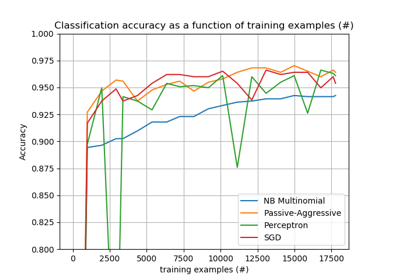 Classification accuracy as a function of training examples (#)
1.000
0.975
0.950
0.925
0.900
0.875
0.850
0.825
0.800
Accuracy
NB Multinomial
Passive-Aggressive
Perceptron
SGD
0 2500 5000 7500 10000 12500 15000 17500
training examples (#)